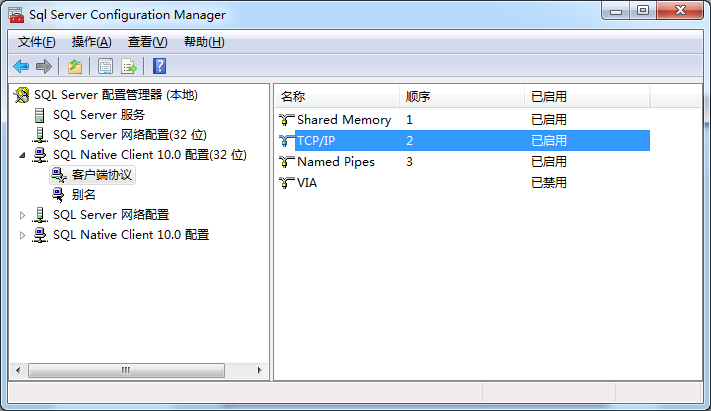 Sql Server Configuration Manager
文件(F) 操作(A) 查看(V) 帮助(H)
SQL Server 配置管理器 (本地)
SQL Server 服务
SQL Server 网络配置(32 位)
SQL Native Client 10.0 配置(32 位)
客户端协议
别名
SQL Server 网络配置
SQL Native Client 10.0 配置
名称 顺序 已启用
Shared Memory 1 已启用
TCP/IP 2 已启用
Named Pipes 3 已启用
VIA 已禁用